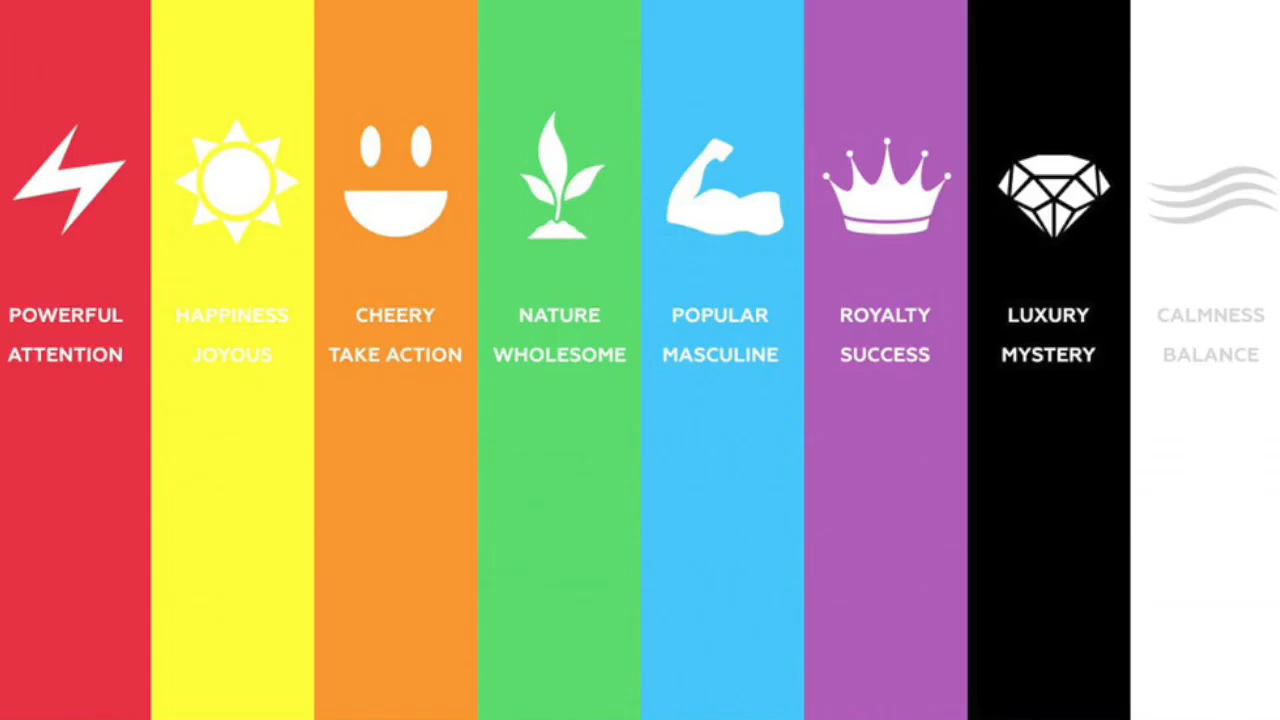 POWERFUL
ATTENTION
HAPPINESS
JOYOUS
CHEERY
TAKE ACTION
NATURE
WHOLESOME
POPULAR
MASCULINE
ROYALTY
SUCCESS
LUXURY
MYSTERY
CALMNESS
BALANCE